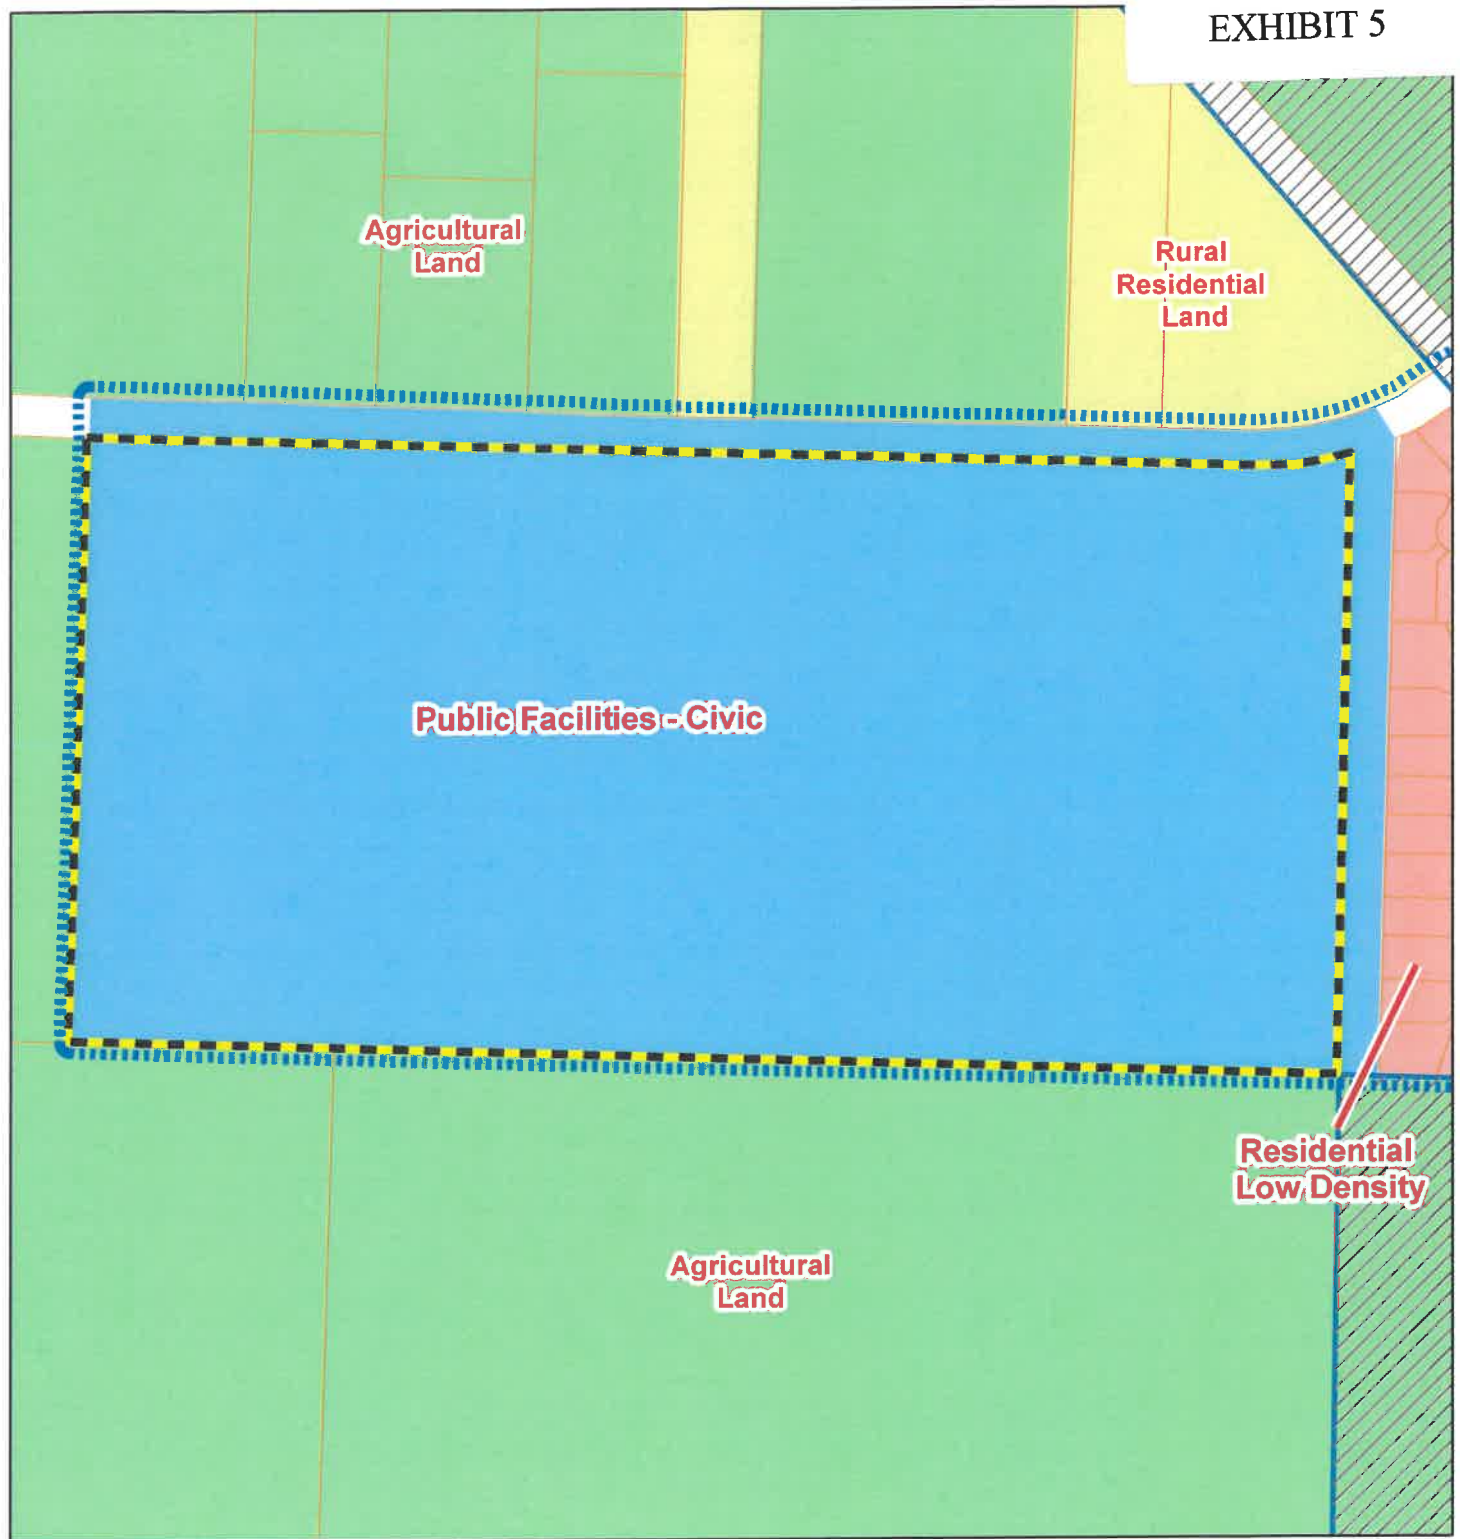 EXHIBIT 5
Agricultural
Land
Rural
Residential
Land
Public Facilities - Civic
Residential
Low Density
Agricultural
Land